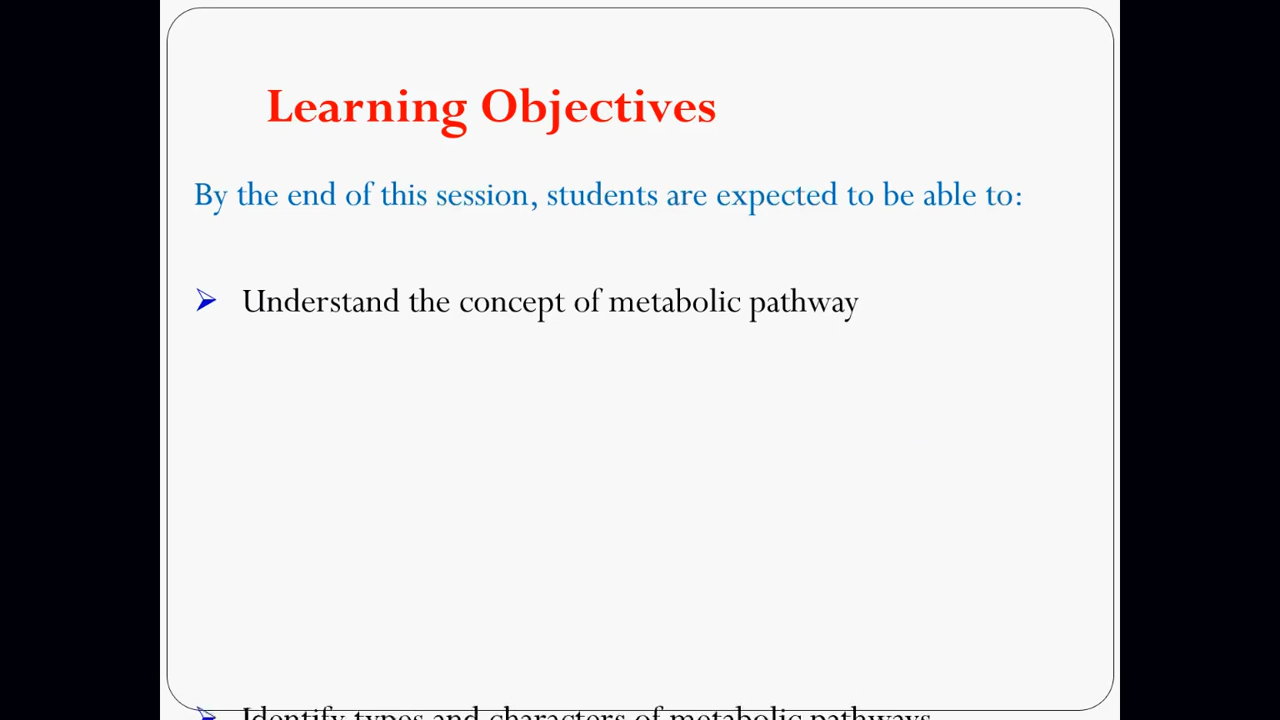 Learning Objectives
By the end of this session, students are expected to be able to:
Understand the concept of metabolic pathway
Identify types and characters of metabolic pathways